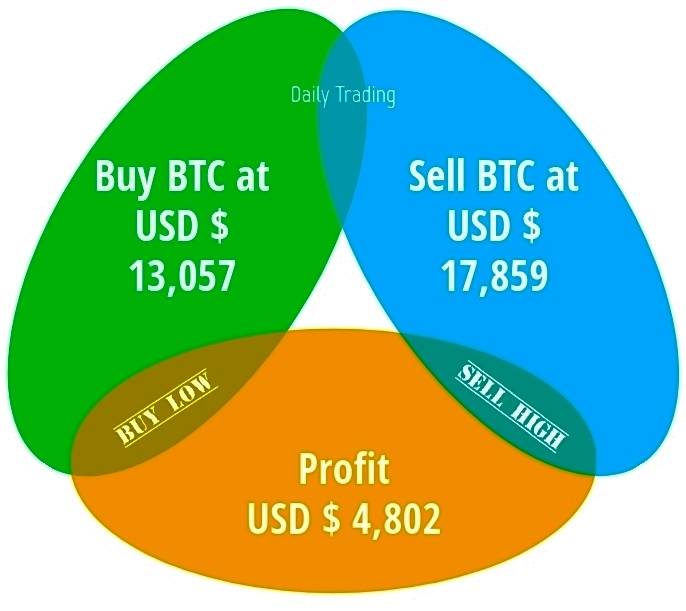 Daily Trading
Buy BTC at
USD $
13,057
Sell BTC at
USD $
17,859
BUY LOW
SELL HIGH
Profit
USD $ 4,802